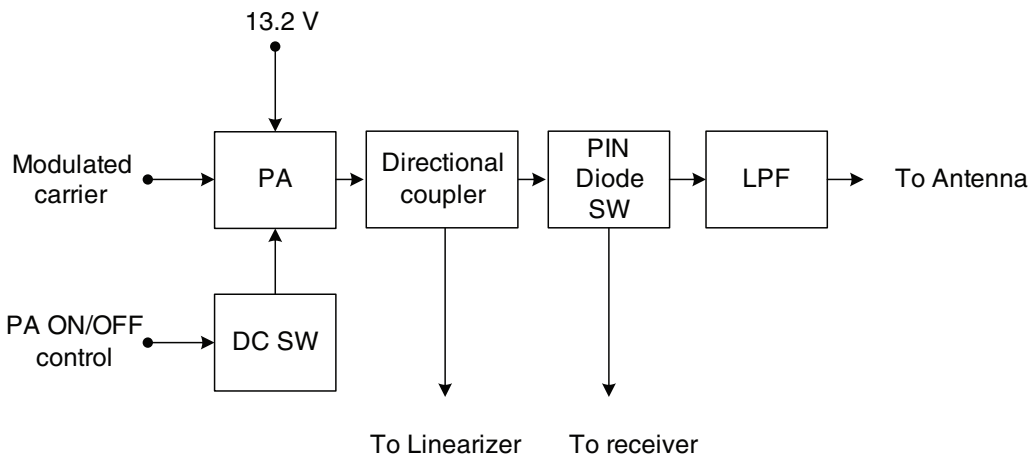 13.2 V
Modulated
carrier
PA
Directional
coupler
PIN
Diode
SW
LPF
To Antenna
PA ON/OFF
control
DC SW
To Linearizer
To receiver